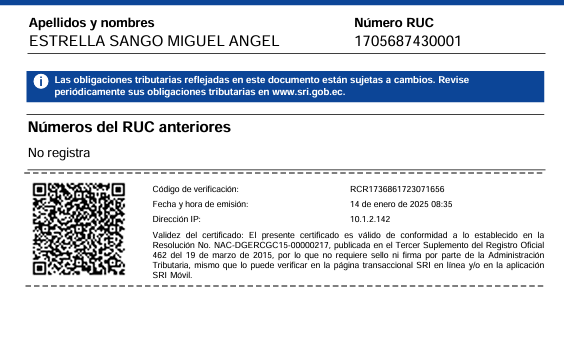 Apellidos y nombres
Número RUC
ESTRELLA SANGO MIGUEL ANGEL
1705687430001
i
Las obligaciones tributarias reflejadas en este documento están sujetas a cambios. Revise
periódicamente sus obligaciones tributarias en www.sri.gob.ec.
Números del RUC anteriores
No registra
Código de verificación:
RCR1736861723071656
Fecha y hora de emisión:
14 de enero de 2025 08:35
Dirección IP:
10.1.2.142
Validez del certificado: El presente certificado es válido de conformidad a lo establecido en la
Resolución No. NAC-DGERCGC15-00000217, publicada en el Tercer Suplemento del Registro Oficial
462 del 19 de marzo de 2015, por lo que no requiere sello ni firma por parte de la Administración
Tributaria, mismo que lo puede verificar en la página transaccional SRI en línea y/o en la aplicación
SRI Móvil.